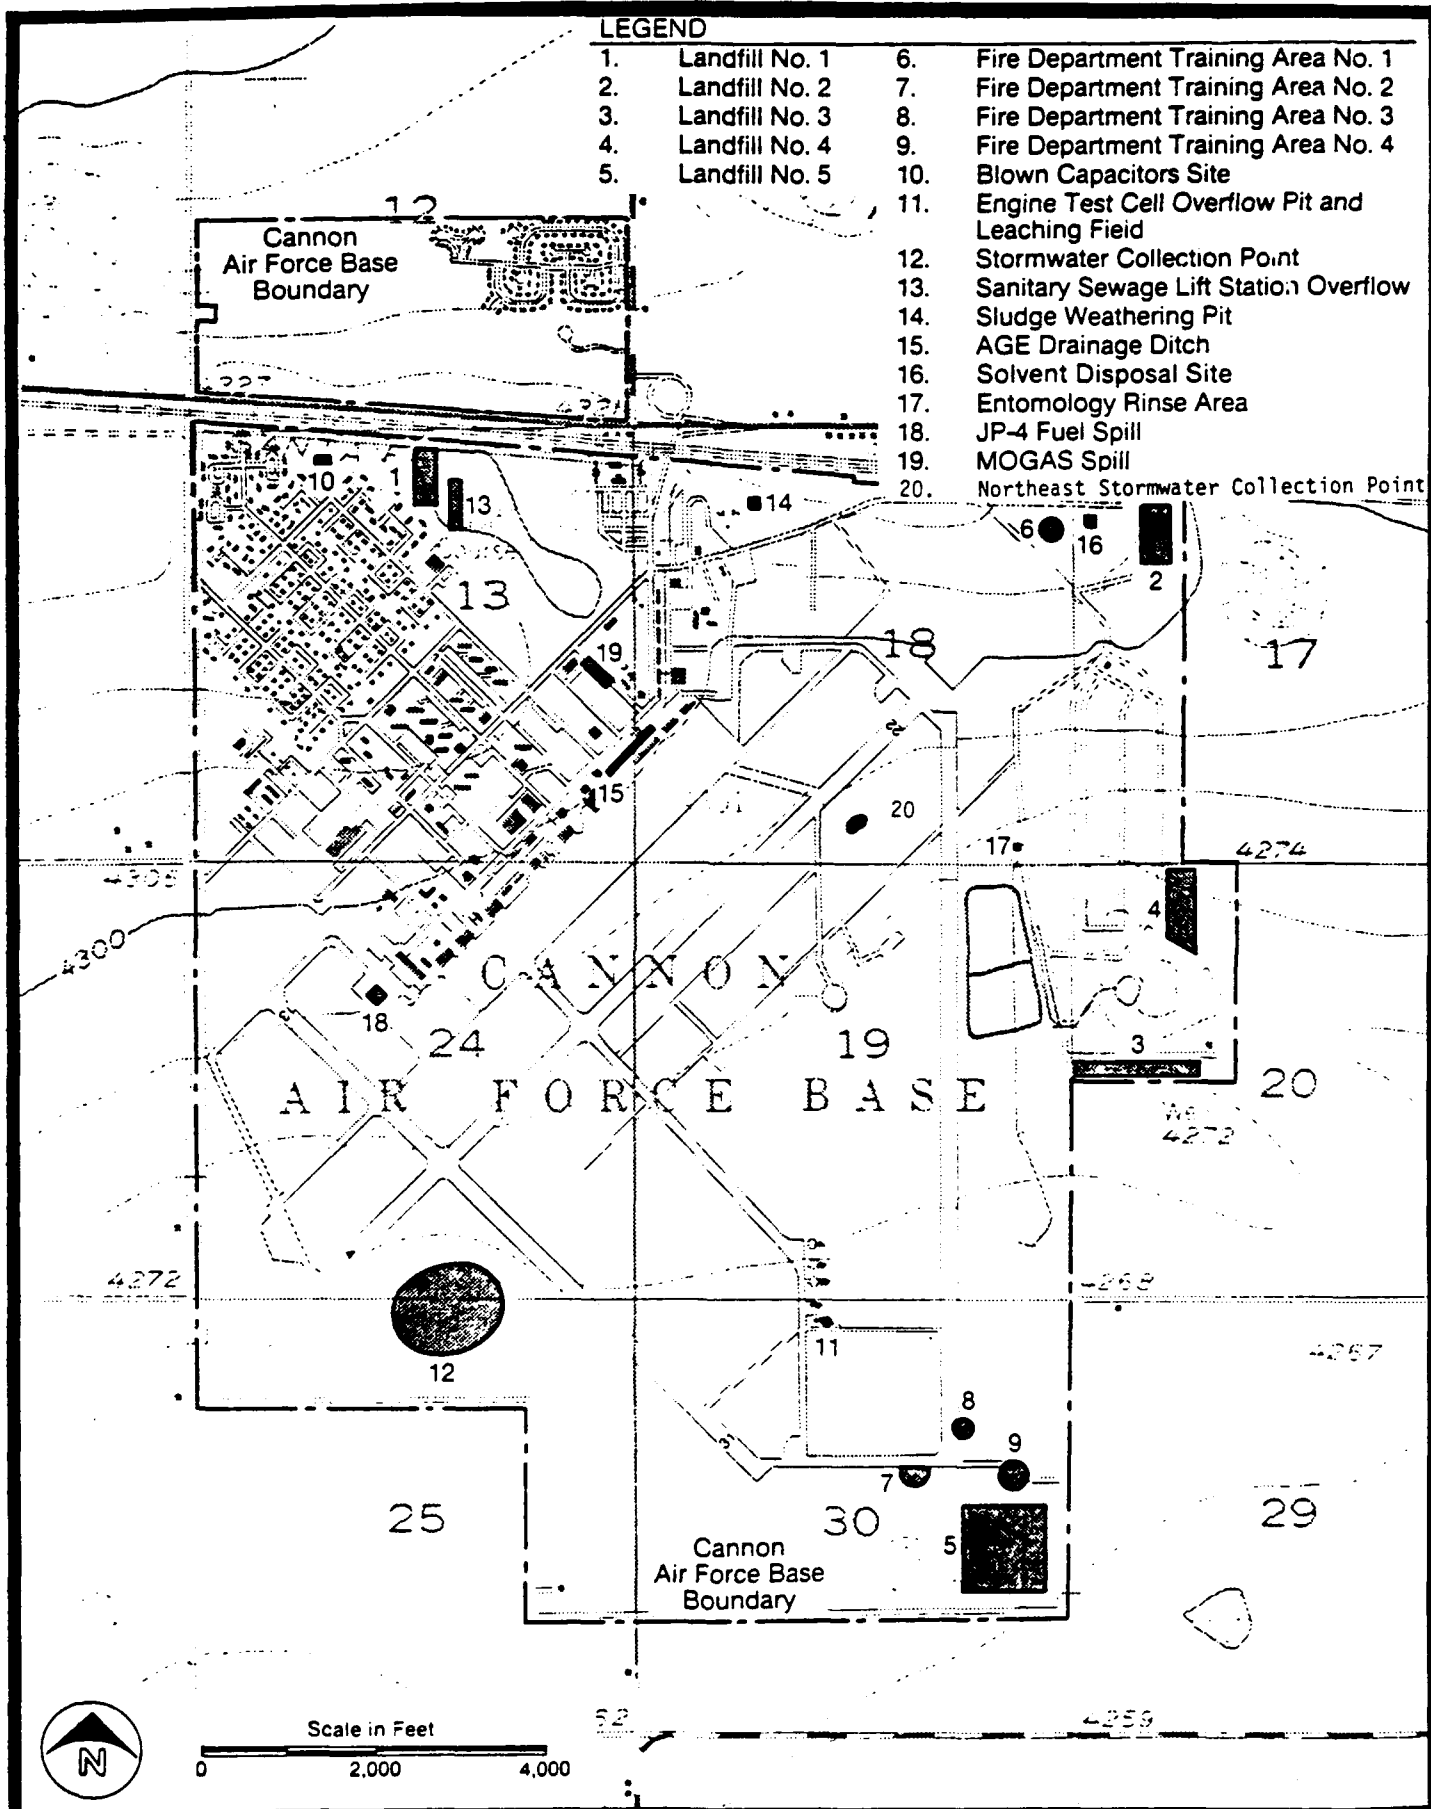 LEGEND
1. Landfill No. 1 6. Fire Department Training Area No. 1
2. Landfill No. 2 7. Fire Department Training Area No. 2
3. Landfill No. 3 8. Fire Department Training Area No. 3
4. Landfill No. 4 9. Fire Department Training Area No. 4
5. Landfill No. 5 10. Blown Capacitors Site
11. Engine Test Cell Overflow Pit and
Leaching Field
12. Stormwater Collection Point
13. Sanitary Sewage Lift Station Overflow
14. Sludge Weathering Pit
15. AGE Drainage Ditch
16. Solvent Disposal Site
17. Entomology Rinse Area
18. JP-4 Fuel Spill
19. MOGAS Spill
20. Northeast Stormwater Collection Point
12
Cannon
Air Force Base
Boundary
10
1
13
14
6
16
2
13
18
17
19
15
20
17
4274
4305
4
4300
CANNON
18
24
19
3
AIR FORCE BASE
20
4272
4272
4268
11
12
4267
8
9
7
25
30
29
5
Cannon
Air Force Base
Boundary
4259
N
Scale in Feet
0 2,000 4,000